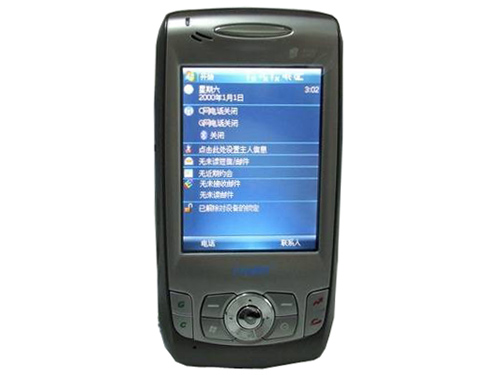 开始
星期六 3:02
2000年1月1日
C网电话关闭
G网电话关闭
关闭
点击此处设置主人信息
无未读短信/邮件
无近期约会
无未接收邮件
无未读邮件
已解除对设备的锁定
电话 联系人
G
C